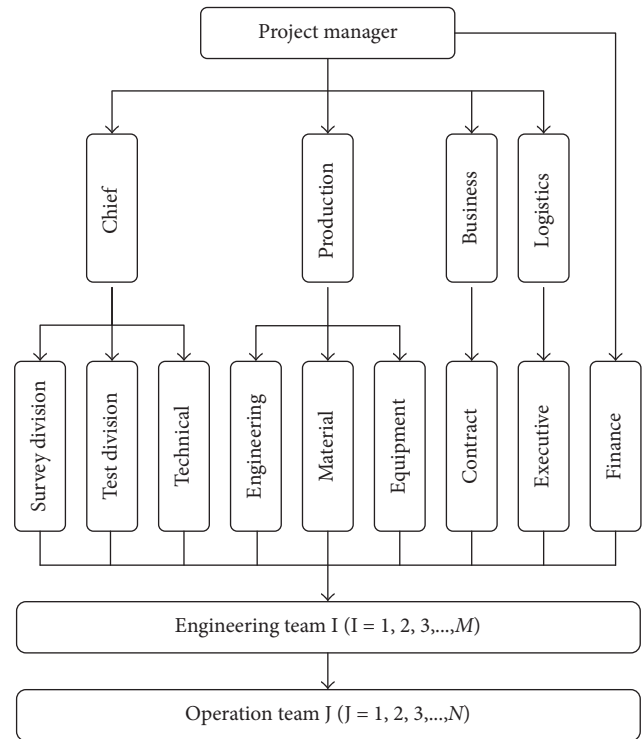 Project manager
Chief
Production
Business
Logistics
Survey division
Test division
Technical
Engineering
Material
Equipment
Contract
Executive
Finance
Engineering team I (I = 1, 2, 3,...,M)
Operation team J (J = 1, 2, 3,...,N)